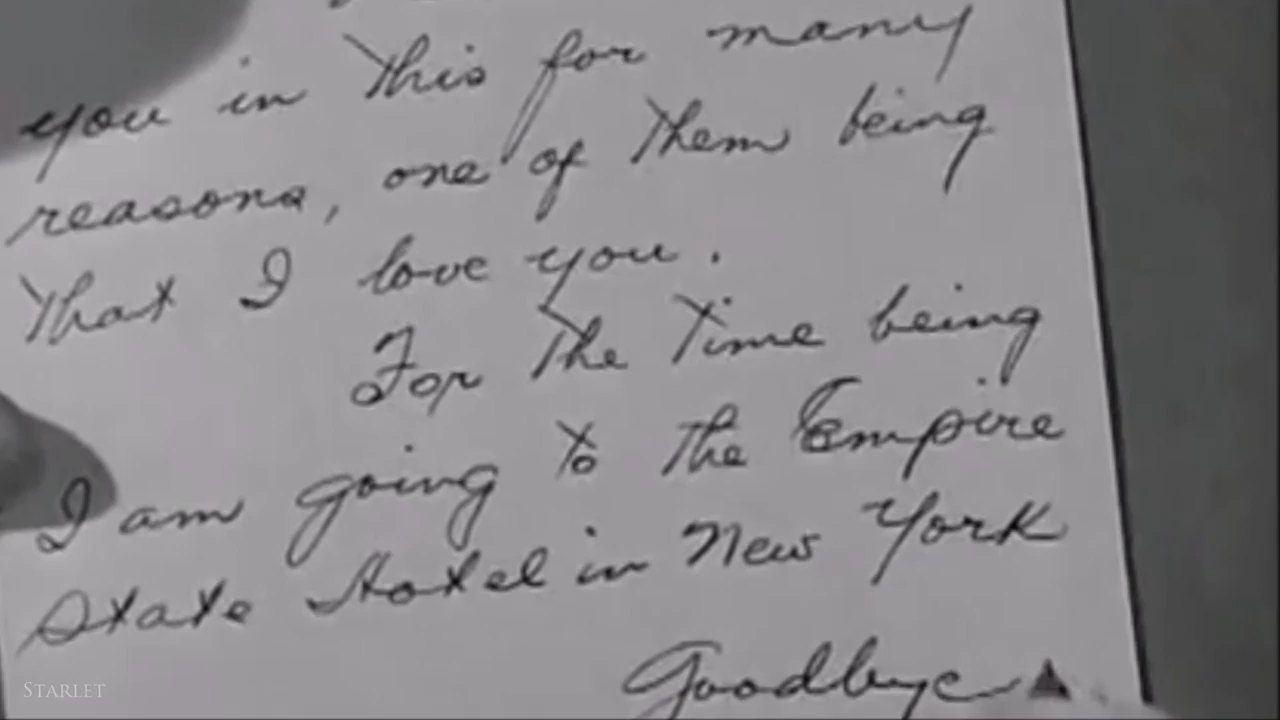 you in this for many
reasons, one of them being
that I love you.
For the time being
I am going to the Empire
State Hotel in New York
Goodbye
STARLET